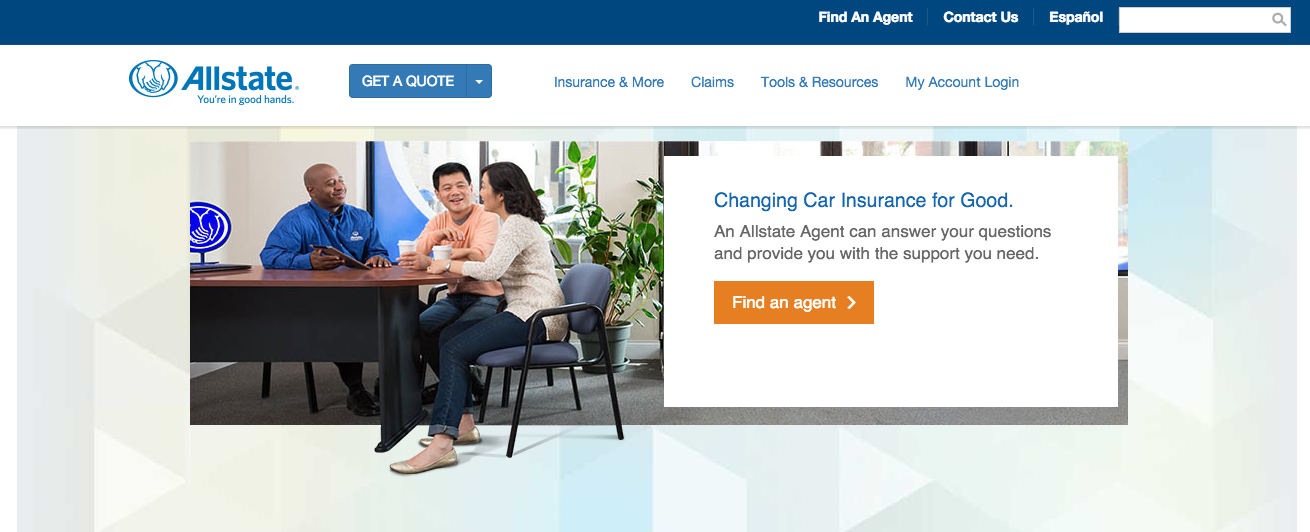 Find An Agent
Contact Us
Español
Allstate.
You're in good hands.
GET A QUOTE
Insurance & More
Claims
Tools & Resources
My Account Login
Changing Car Insurance for Good.
An Allstate Agent can answer your questions
and provide you with the support you need.
Find an agent